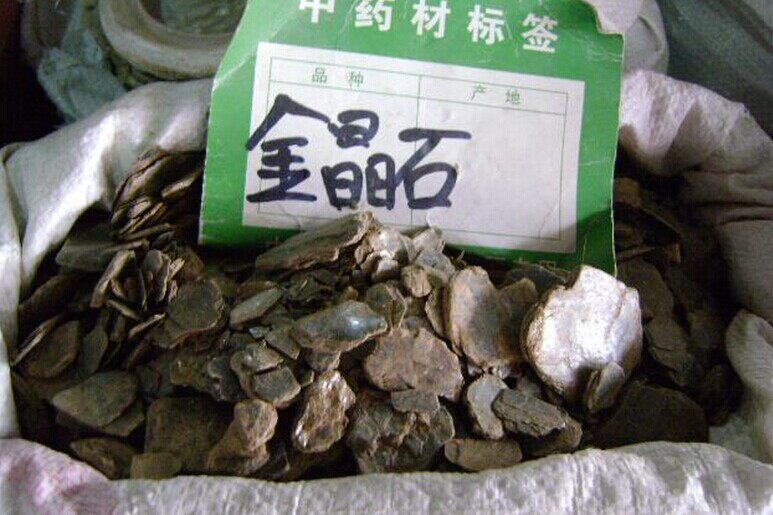 中药材标签
品种 产地
金晶石